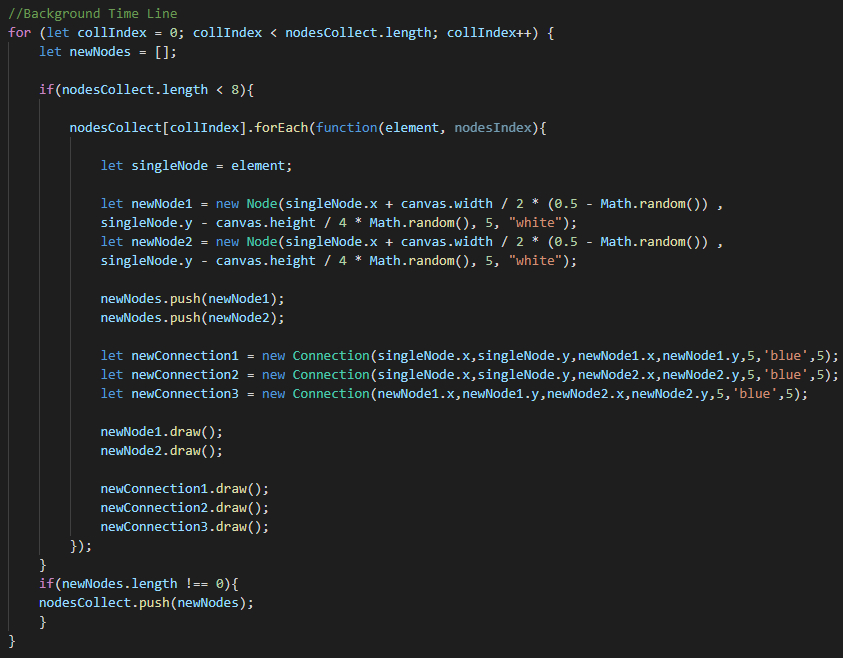 //Background Time Line
for (let collIndex = 0; collIndex < nodesCollect.length; collIndex++) {
    let newNodes = [];

    if(nodesCollect.length < 8){

        nodesCollect[collIndex].forEach(function(element, nodesIndex){

            let singleNode = element;

            let newNode1 = new Node(singleNode.x + canvas.width / 2 * (0.5 - Math.random()) ,
            singleNode.y - canvas.height / 4 * Math.random(), 5, "white");
            let newNode2 = new Node(singleNode.x + canvas.width / 2 * (0.5 - Math.random()) ,
            singleNode.y - canvas.height / 4 * Math.random(), 5, "white");

            newNodes.push(newNode1);
            newNodes.push(newNode2);

            let newConnection1 = new Connection(singleNode.x,singleNode.y,newNode1.x,newNode1.y,5,'blue',5);
            let newConnection2 = new Connection(singleNode.x,singleNode.y,newNode2.x,newNode2.y,5,'blue',5);
            let newConnection3 = new Connection(newNode1.x,newNode1.y,newNode2.x,newNode2.y,5,'blue',5);

            newNode1.draw();
            newNode2.draw();

            newConnection1.draw();
            newConnection2.draw();
            newConnection3.draw();
        });
    }
    if(newNodes.length !== 0){
    nodesCollect.push(newNodes);
    }
}